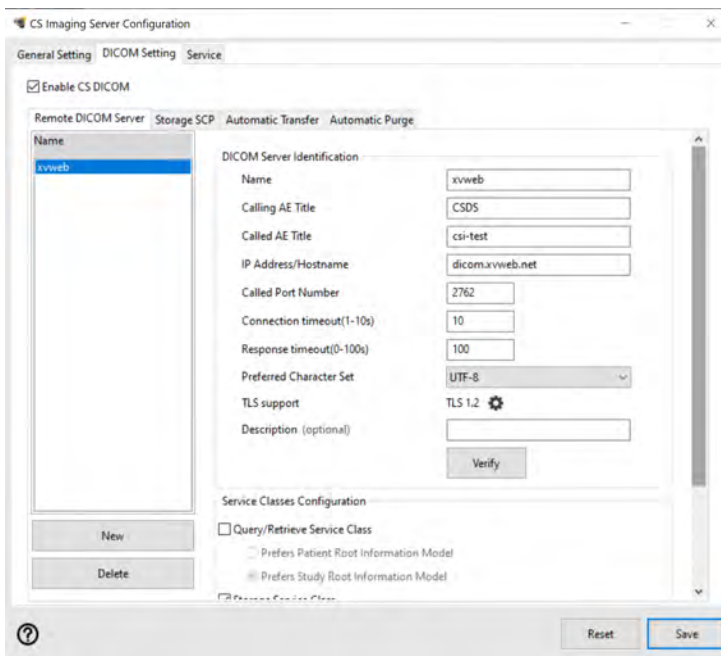 CS Imaging Server Configuration
General Setting DICOM Setting Service
Enable CS DICOM
Remote DICOM Server Storage SCP Automatic Transfer Automatic Purge
Name
xvweb
DICOM Server Identification
Name xvweb
Calling AE Title CSDS
Called AE Title csi-test
IP Address/Hostname dicom.xvweb.net
Called Port Number 2762
Connection timeout(1-10s) 10
Response timeout(0-100s) 100
Preferred Character Set UTF-8
TLS support TLS 1.2
Description (optional)
Verify
Service Classes Configuration
Query/Retrieve Service Class
Prefers Patient Root Information Model
Prefers Study Root Information Model
Storage Service Class
New
Delete
Reset Save